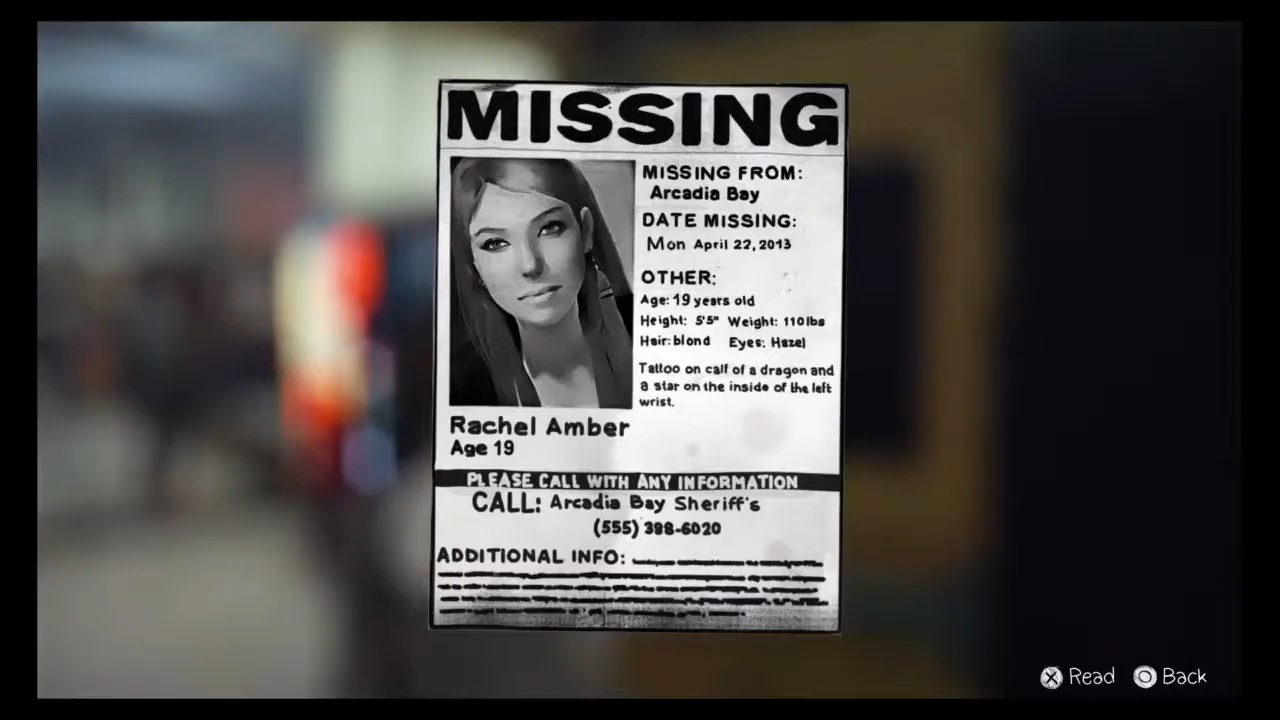 MISSING
MISSING FROM:
Arcadia Bay
DATE MISSING:
Mon April 22, 2013
OTHER:
Age: 19 years old
Height: 5'5" Weight: 110lbs
Hair: blond Eyes: Hazel
Tattoo on calf of a dragon and
a star on the inside of the left
wrist.
Rachel Amber
Age 19
PLEASE CALL WITH ANY INFORMATION
CALL: Arcadia Bay Sheriff's
(555) 398-6020
ADDITIONAL INFO:
Read Back